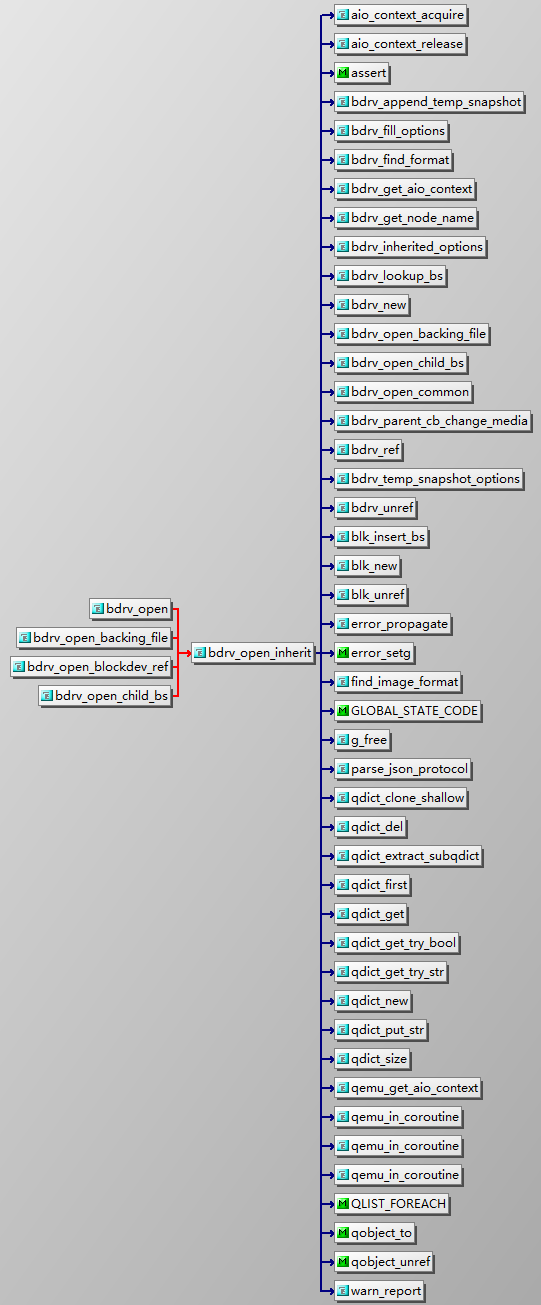 bdrv_open
bdrv_open_backing_file
bdrv_open_blockdev_ref
bdrv_open_child_bs
bdrv_open_inherit
aio_context_acquire
aio_context_release
assert
bdrv_append_temp_snapshot
bdrv_fill_options
bdrv_find_format
bdrv_get_aio_context
bdrv_get_node_name
bdrv_inherited_options
bdrv_lookup_bs
bdrv_new
bdrv_open_backing_file
bdrv_open_child_bs
bdrv_open_common
bdrv_parent_cb_change_media
bdrv_ref
bdrv_temp_snapshot_options
bdrv_unref
blk_insert_bs
blk_new
blk_unref
error_propagate
error_setg
find_image_format
GLOBAL_STATE_CODE
g_free
parse_json_protocol
qdict_clone_shallow
qdict_del
qdict_extract_subqdict
qdict_first
qdict_get
qdict_get_try_bool
qdict_get_try_str
qdict_new
qdict_put_str
qdict_size
qemu_get_aio_context
qemu_in_coroutine
qemu_in_coroutine
qemu_in_coroutine
QLIST_FOREACH
qobject_to
qobject_unref
warn_report